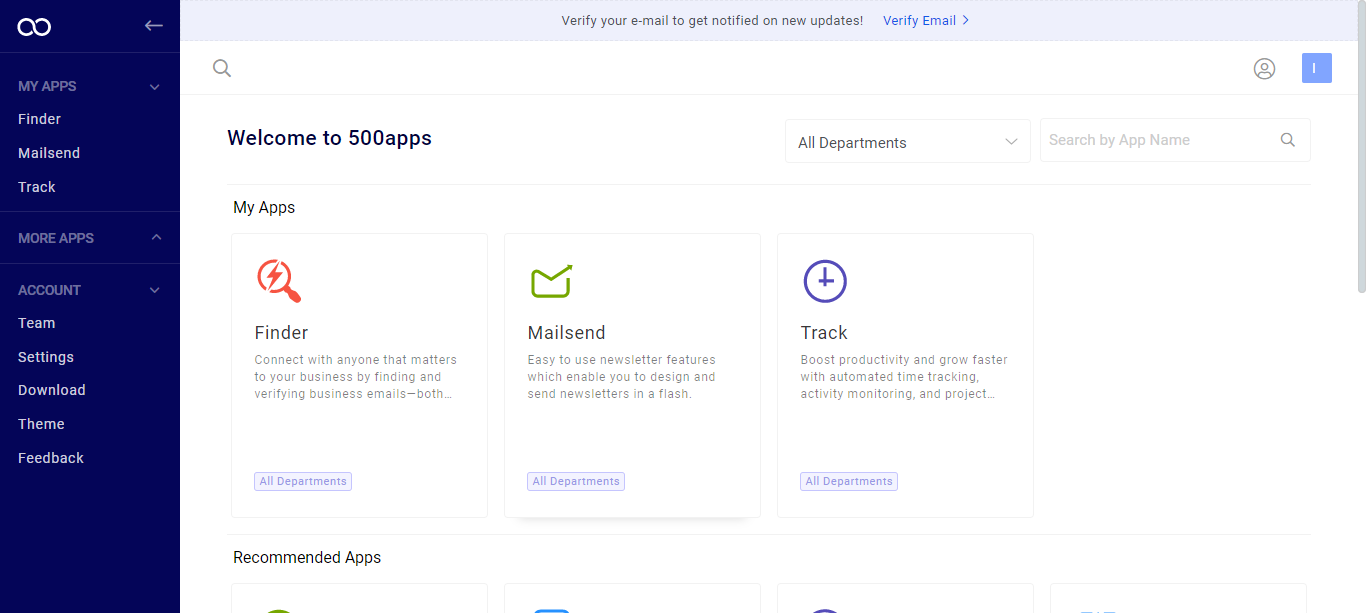 Verify your e-mail to get notified on new updates! Verify Email
MY APPS
Finder
Mailsend
Track
MORE APPS
ACCOUNT
Team
Settings
Download
Theme
Feedback
I
Welcome to 500apps
All Departments
Search by App Name
My Apps
Finder
Connect with anyone that matters
to your business by finding and
verifying business emails—both…
All Departments
Mailsend
Easy to use newsletter features
which enable you to design and
send newsletters in a flash.
All Departments
Track
Boost productivity and grow faster
with automated time tracking,
activity monitoring, and project…
All Departments
Recommended Apps